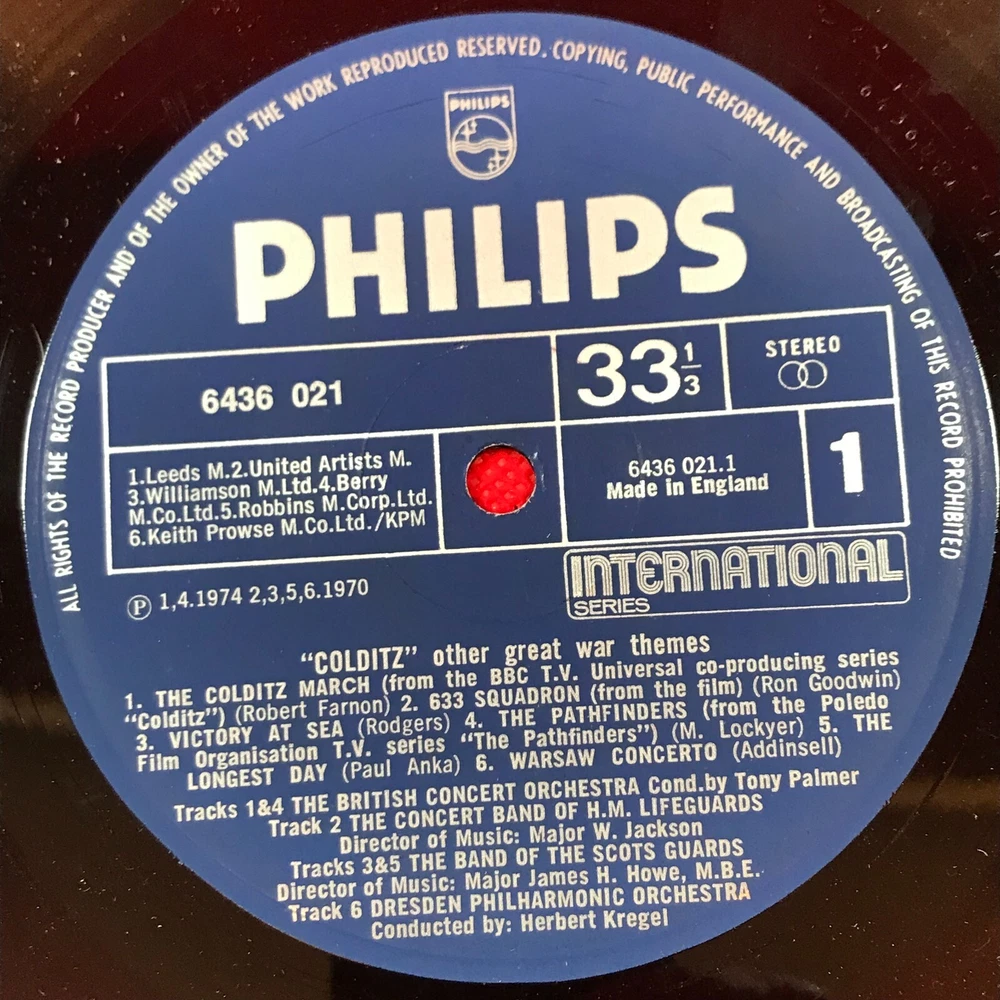 ALL RIGHTS OF THE RECORD PRODUCER AND OF THE OWNER OF THE WORK REPRODUCED RESERVED. COPYING, PUBLIC PERFORMANCE AND BROADCASTING OF THIS RECORD PROHIBITED
PHILIPS
PHILIPS
6436 021
33 1/3
STEREO
1.Leeds M.2.United Artists M.
3.Williamson M.Ltd.4.Berry
M.Co.Ltd.5.Robbins M.Corp.Ltd.
6.Keith Prowse M.Co.Ltd./KPM
6436 021.1
Made in England
1
INTERNATIONAL
SERIES
Ⓟ 1,4.1974 2,3,5,6.1970
“COLDITZ” other great war themes
1. THE COLDITZ MARCH (from the BBC T.V. Universal co-producing series
“Colditz”) (Robert Farnon) 2. 633 SQUADRON (from the film) (Ron Goodwin)
3. VICTORY AT SEA (Rodgers) 4. THE PATHFINDERS (from the Poledo
Film Organisation T.V. series “The Pathfinders”) (M. Lockyer) 5. THE
LONGEST DAY (Paul Anka) 6. WARSAW CONCERTO (Addinsell)
Tracks 1&4 THE BRITISH CONCERT ORCHESTRA Cond.by Tony Palmer
Track 2 THE CONCERT BAND OF H.M. LIFEGUARDS
Director of Music: Major W. Jackson
Tracks 3&5 THE BAND OF THE SCOTS GUARDS
Director of Music: Major James H. Howe, M.B.E.
Track 6 DRESDEN PHILHARMONIC ORCHESTRA
Conducted by: Herbert Kregel